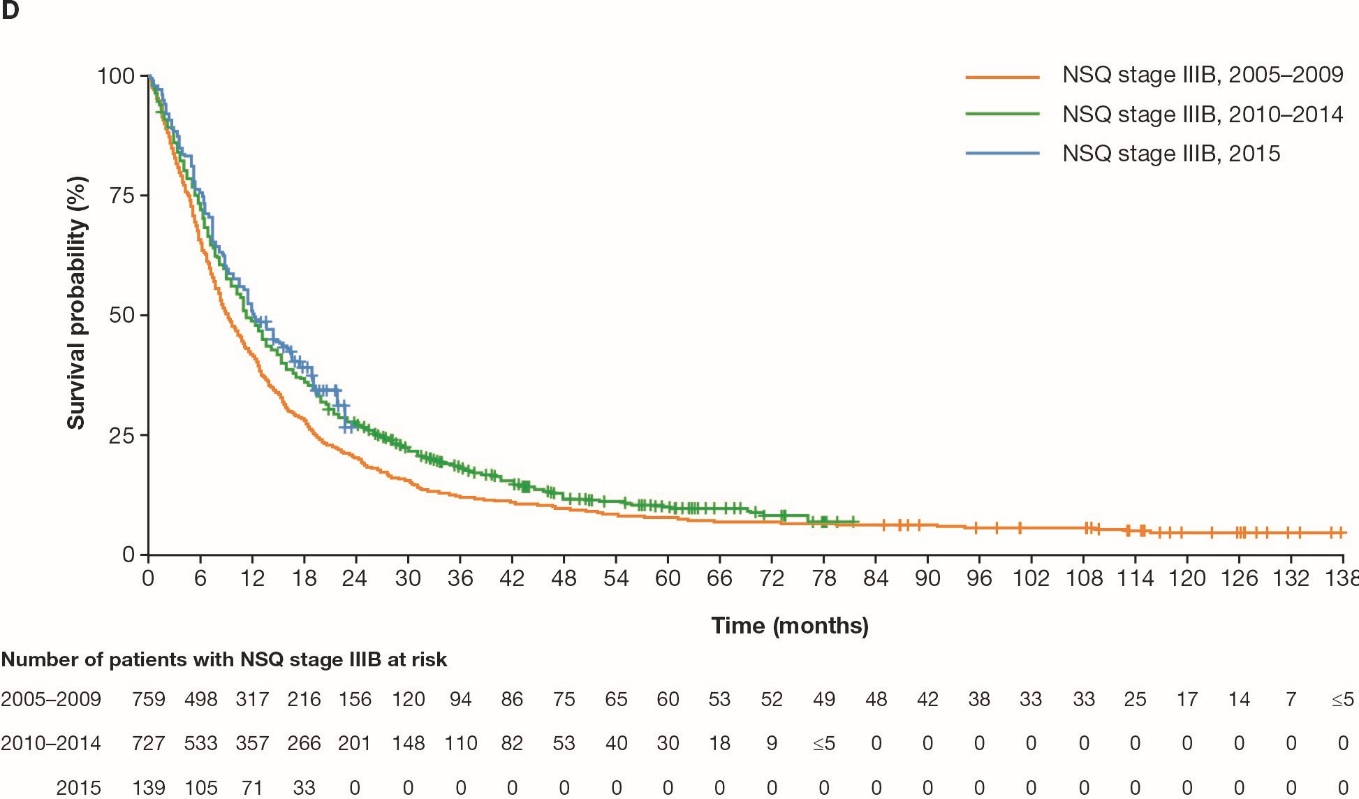 D
100
75
50
25
0
Survival probability (%)
NSQ stage IIIB, 2005–2009
NSQ stage IIIB, 2010–2014
NSQ stage IIIB, 2015
0 6 12 18 24 30 36 42 48 54 60 66 72 78 84 90 96 102 108 114 120 126 132 138
Time (months)
Number of patients with NSQ stage IIIB at risk
2005–2009 759 498 317 216 156 120 94 86 75 65 60 53 52 49 48 42 38 33 33 25 17 14 7 ≤5
2010–2014 727 533 357 266 201 148 110 82 53 40 30 18 9 ≤5 0 0 0 0 0 0 0 0 0 0
2015 139 105 71 33 0 0 0 0 0 0 0 0 0 0 0 0 0 0 0 0 0 0 0 0